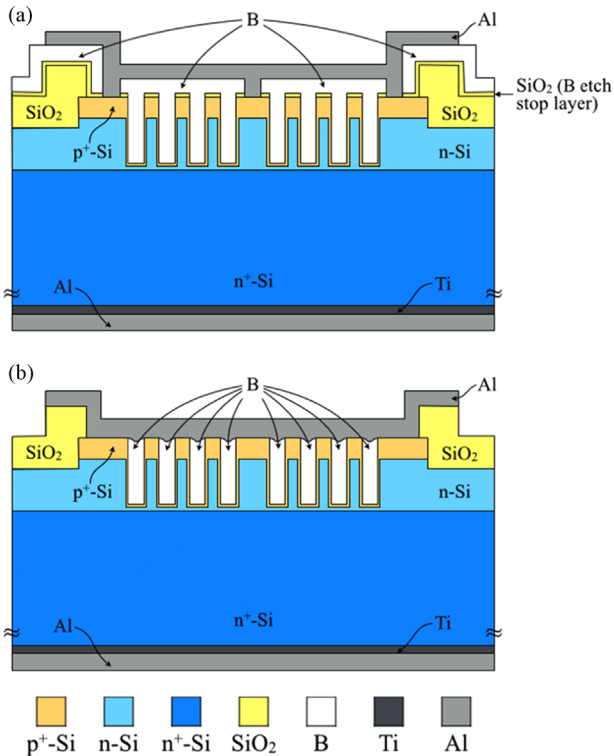 (a)
B
Al
SiO₂
SiO₂
SiO₂ (B etch
stop layer)
p⁺-Si
n-Si
n⁺-Si
Al
Ti
(b)
B
Al
SiO₂
SiO₂
p⁺-Si
n-Si
n⁺-Si
Al
Ti
p⁺-Si n-Si n⁺-Si SiO₂ B Ti Al